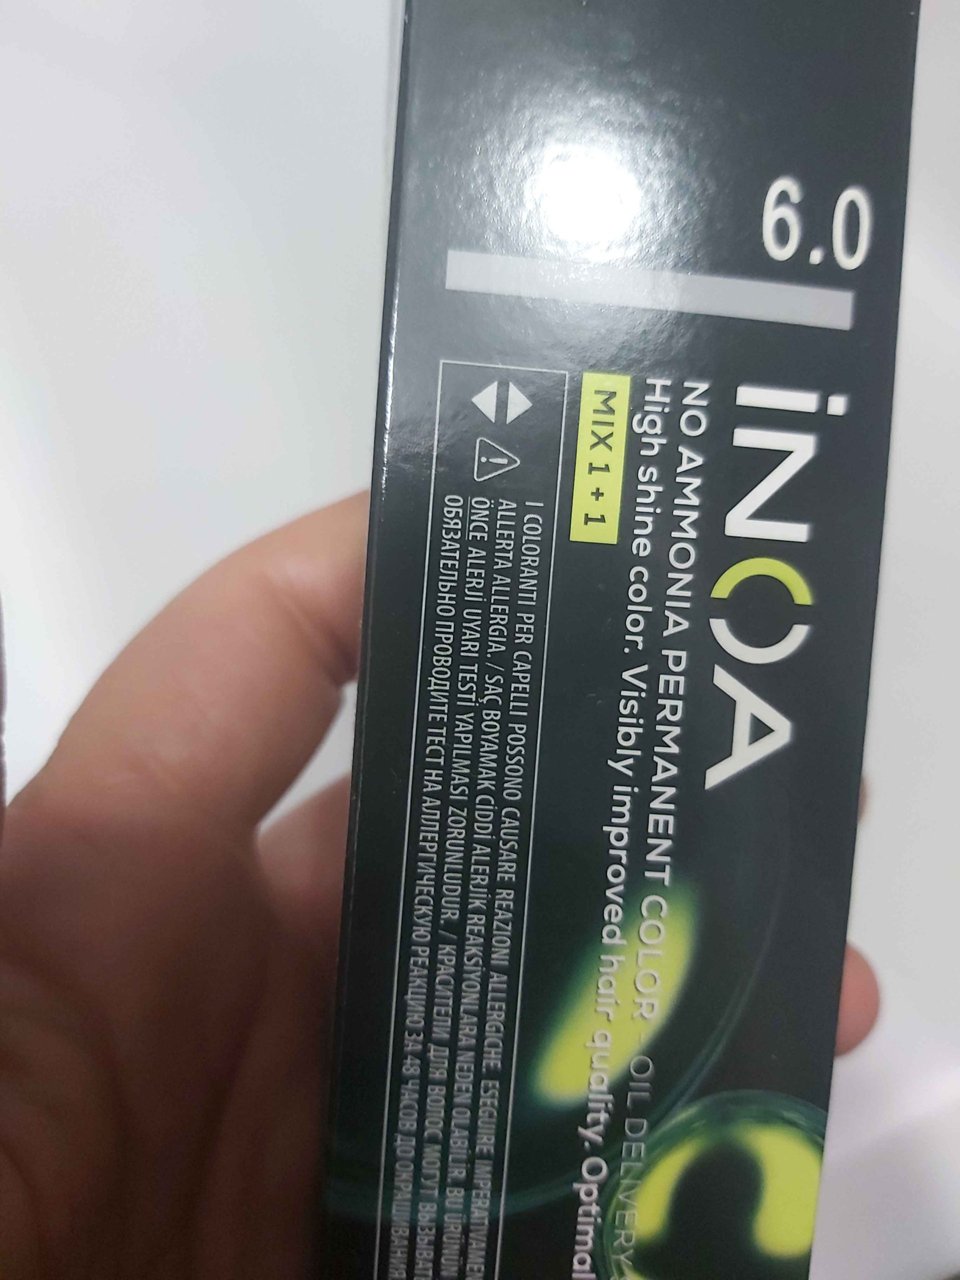 6.0
iNOA
NO AMMONIA PERMANENT COLOR - OIL DELIVERY
High shine color. Visibly improved hair quality. Optimal
MIX 1 + 1
I COLORANTI PER CAPELLI POSSONO CAUSARE REAZIONI ALLERGICHE. ESEGUIRE IMPERATIVAMEN
ALLERTA ALLERGIA. / SAÇ BOYAMAK CİDDİ ALERJİK REAKSİYONLARA NEDEN OLABİLİR. BU ÜRÜNÜN
ÖNCE ALERJİ UYARI TESTİ YAPILMASI ZORUNLUDUR. / КРАСИТЕЛИ ДЛЯ ВОЛОС МОГУТ ВЫЗЫВАТ
ОБЯЗАТЕЛЬНО ПРОВОДИТЕ ТЕСТ НА АЛЛЕРГИЧЕСКУЮ РЕАКЦИЮ ЗА 48 ЧАСОВ ДО ОКРАШИВАНИЯ